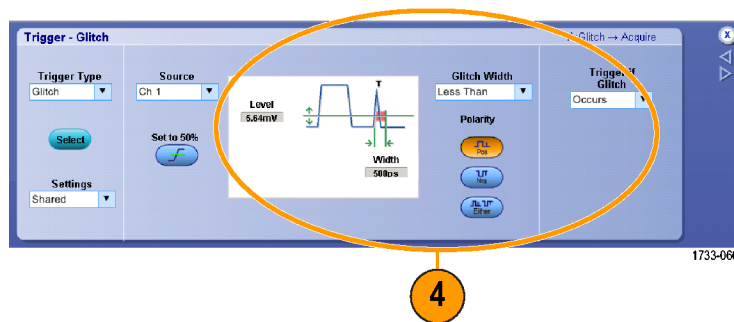 Trigger - Glitch
Glitch → Acquire
X
Trigger Type
Glitch
Select
Settings
Shared
Source
Ch 1
Set to 50%
Level
5.64mV
T
Width
500ps
Glitch Width
Less Than
Polarity
Pos
Neg
Either
Trigger if
Glitch
Occurs
1733-060
4